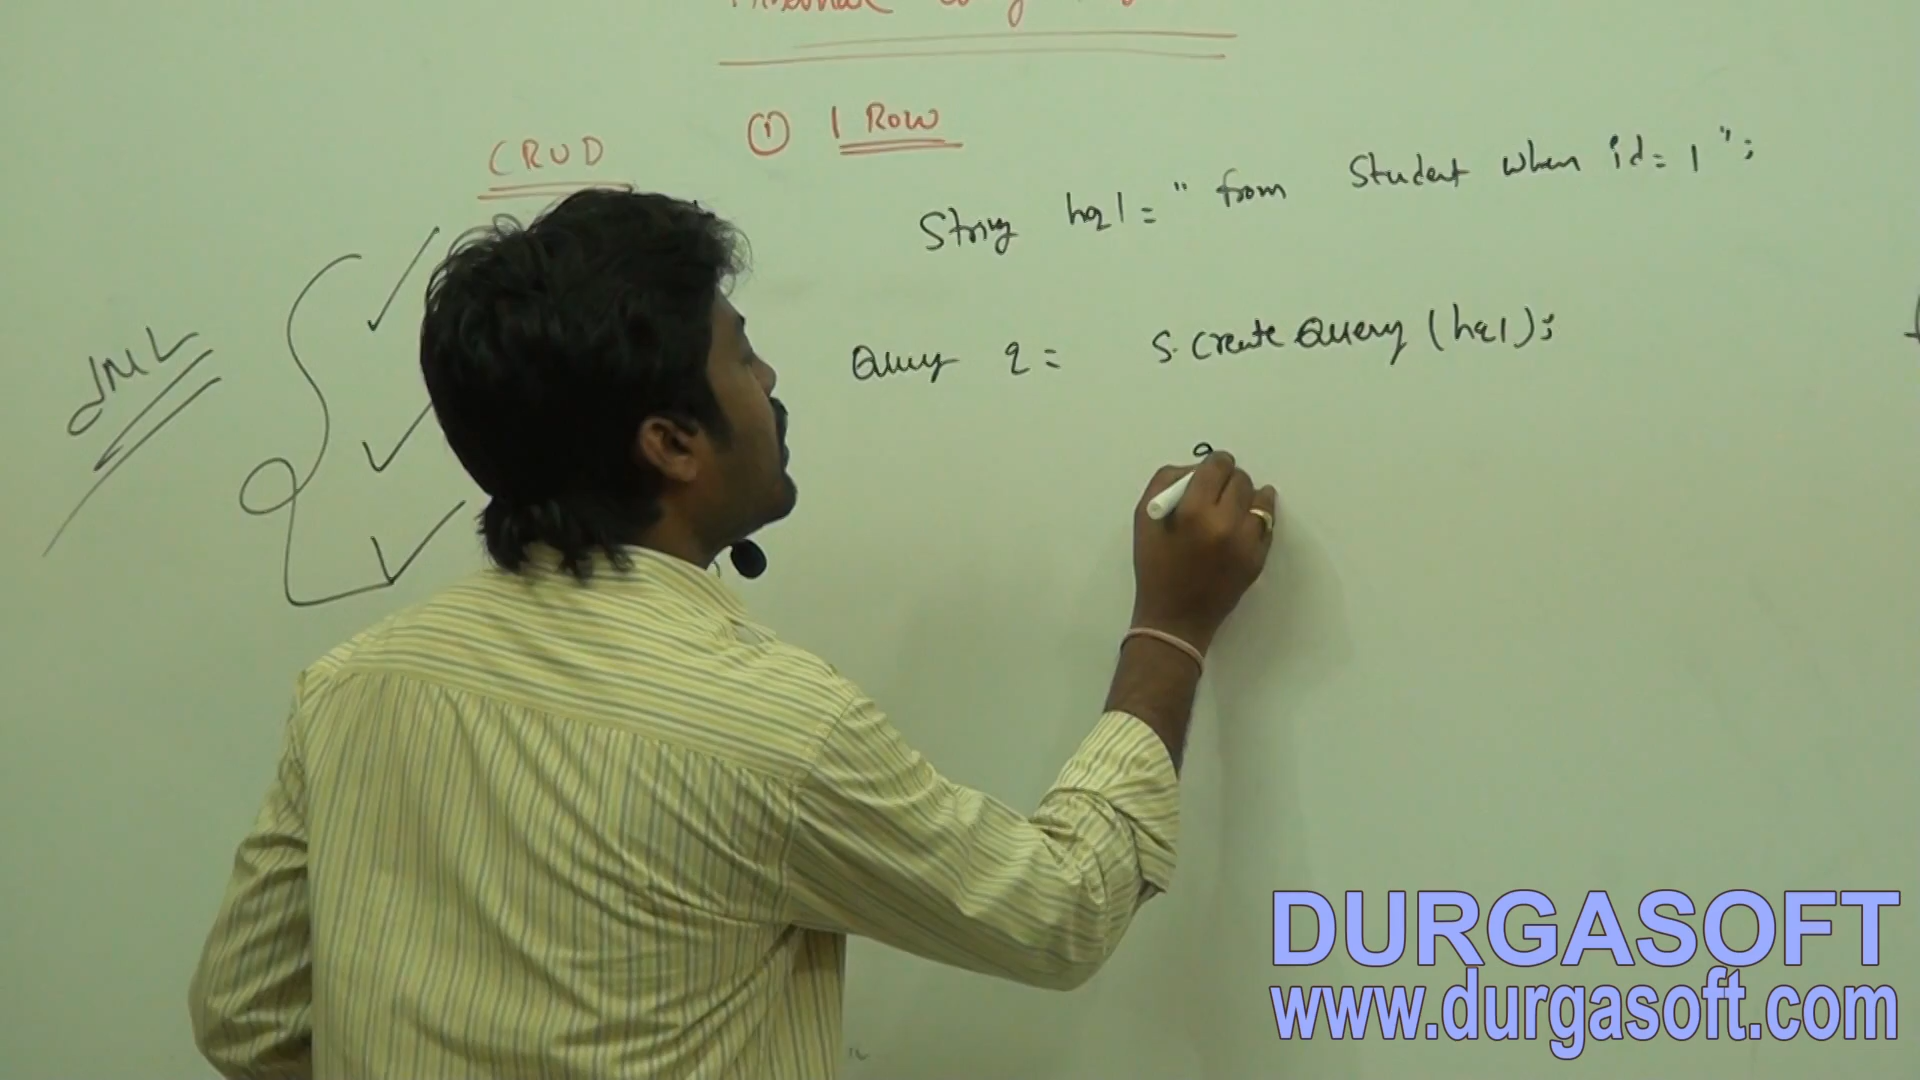 CRUD
① 1 ROW
String hql = " from Student when id = 1 ";
Query q = s.createQuery(hql);
q
DML
DURGASOFT
www.durgasoft.com